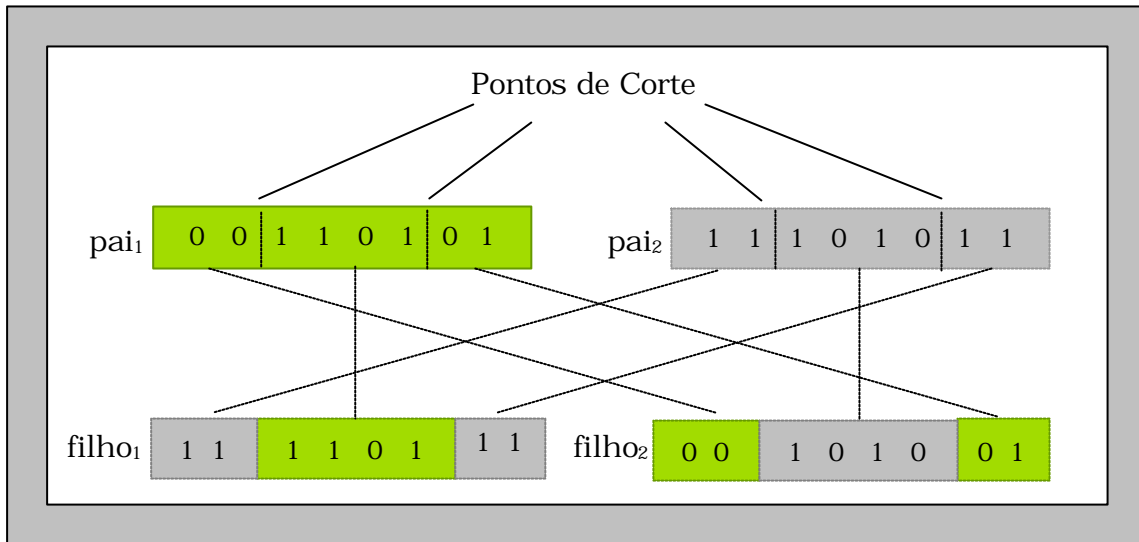 Pontos de Corte
pai₁ 0 0 1 1 0 1 0 1 pai₂ 1 1 1 0 1 0 1 1
filho₁ 1 1 1 1 0 1 1 1 filho₂ 0 0 1 0 1 0 0 1